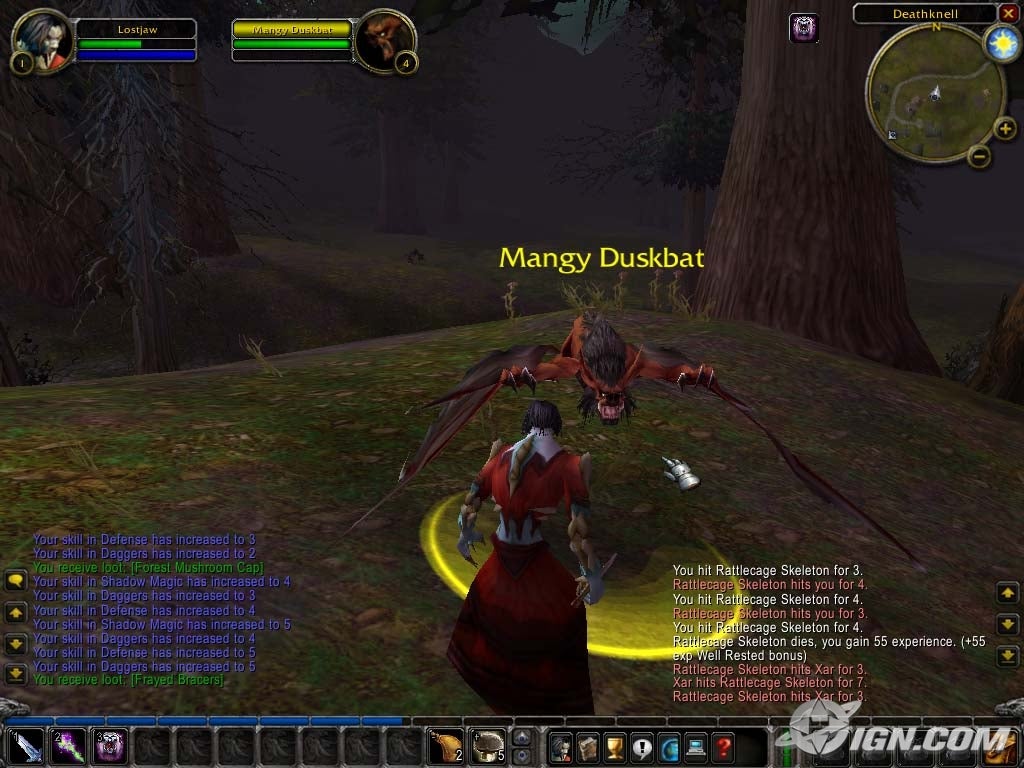 Lostjaw
1
Mangy Duskbat
4
Deathknell
N
Mangy Duskbat
Your skill in Defense has increased to 3
Your skill in Daggers has increased to 2
You receive loot: [Forest Mushroom Cap]
Your skill in Shadow Magic has increased to 4
Your skill in Daggers has increased to 3
Your skill in Defense has increased to 4
Your skill in Shadow Magic has increased to 5
Your skill in Daggers has increased to 4
Your skill in Defense has increased to 5
Your skill in Daggers has increased to 5
You receive loot: [Frayed Bracers]
You hit Rattlecage Skeleton for 3.
Rattlecage Skeleton hits you for 4.
You hit Rattlecage Skeleton for 4.
Rattlecage Skeleton hits you for 3.
You hit Rattlecage Skeleton for 4.
Rattlecage Skeleton dies, you gain 55 experience. (+55
exp Well Rested bonus)
Rattlecage Skeleton hits Xar for 3.
Xar hits Rattlecage Skeleton for 7.
Rattlecage Skeleton hits Xar for 3.
2
3
2
5
IGN.COM